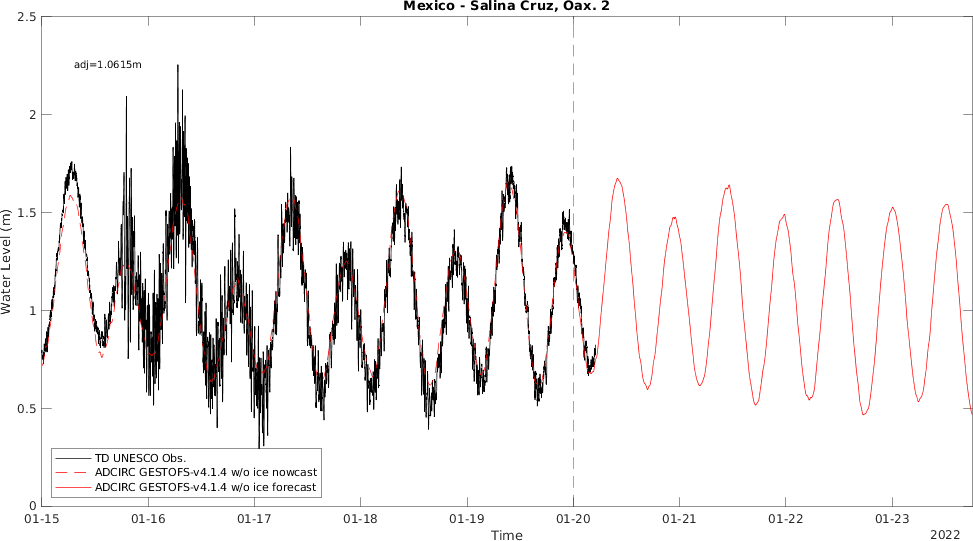 Mexico - Salina Cruz, Oax. 2
2.5
adj=1.0615m
2
1.5
Water Level (m)
1
0.5
TD UNESCO Obs.
ADCIRC GESTOFS-v4.1.4 w/o ice nowcast
ADCIRC GESTOFS-v4.1.4 w/o ice forecast
0
01-15 01-16 01-17 01-18 01-19 01-20 01-21 01-22 01-23
Time
2022